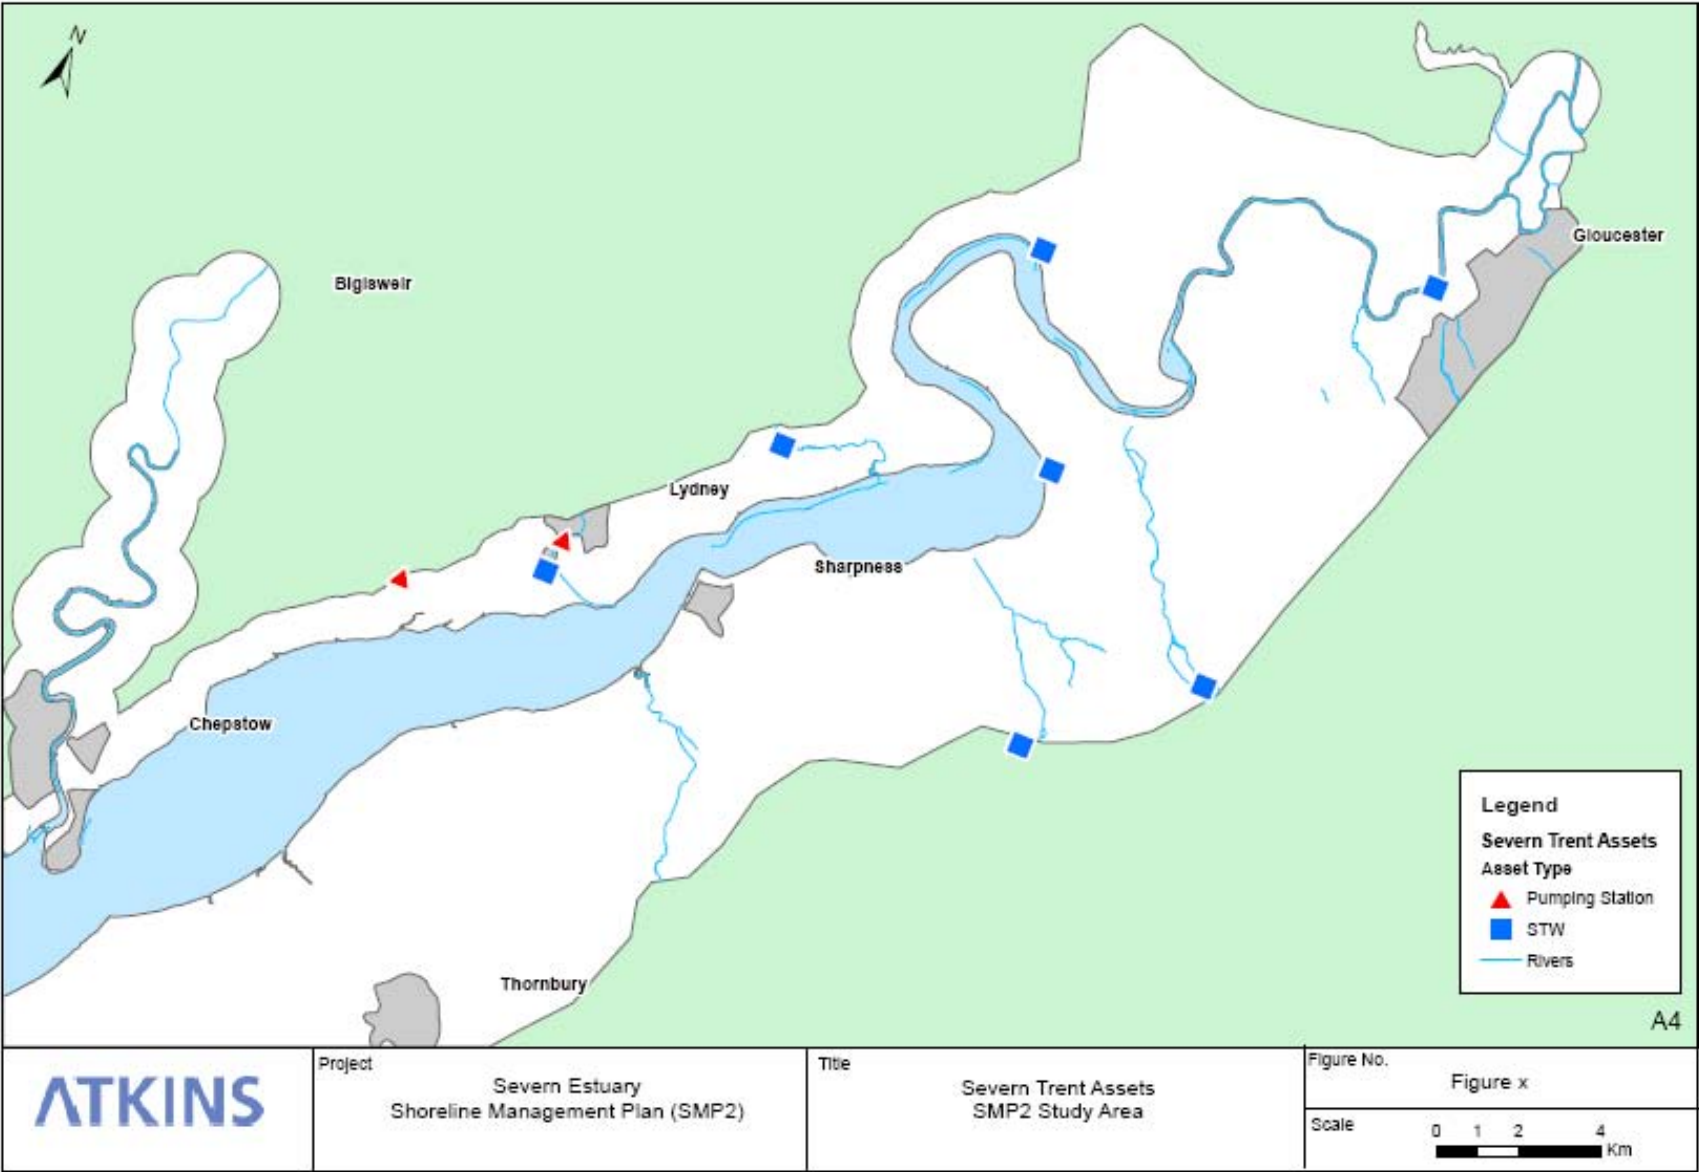 N
Gloucester
Bigisweir
Lydney
Sharpness
Chepstow
Thornbury
Legend
Severn Trent Assets
Asset Type
Pumping Station
STW
Rivers
A4
ATKINS
Project
Severn Estuary
Shoreline Management Plan (SMP2)
Title
Severn Trent Assets
SMP2 Study Area
Figure No.
Figure x
Scale
0 1 2 4
Km